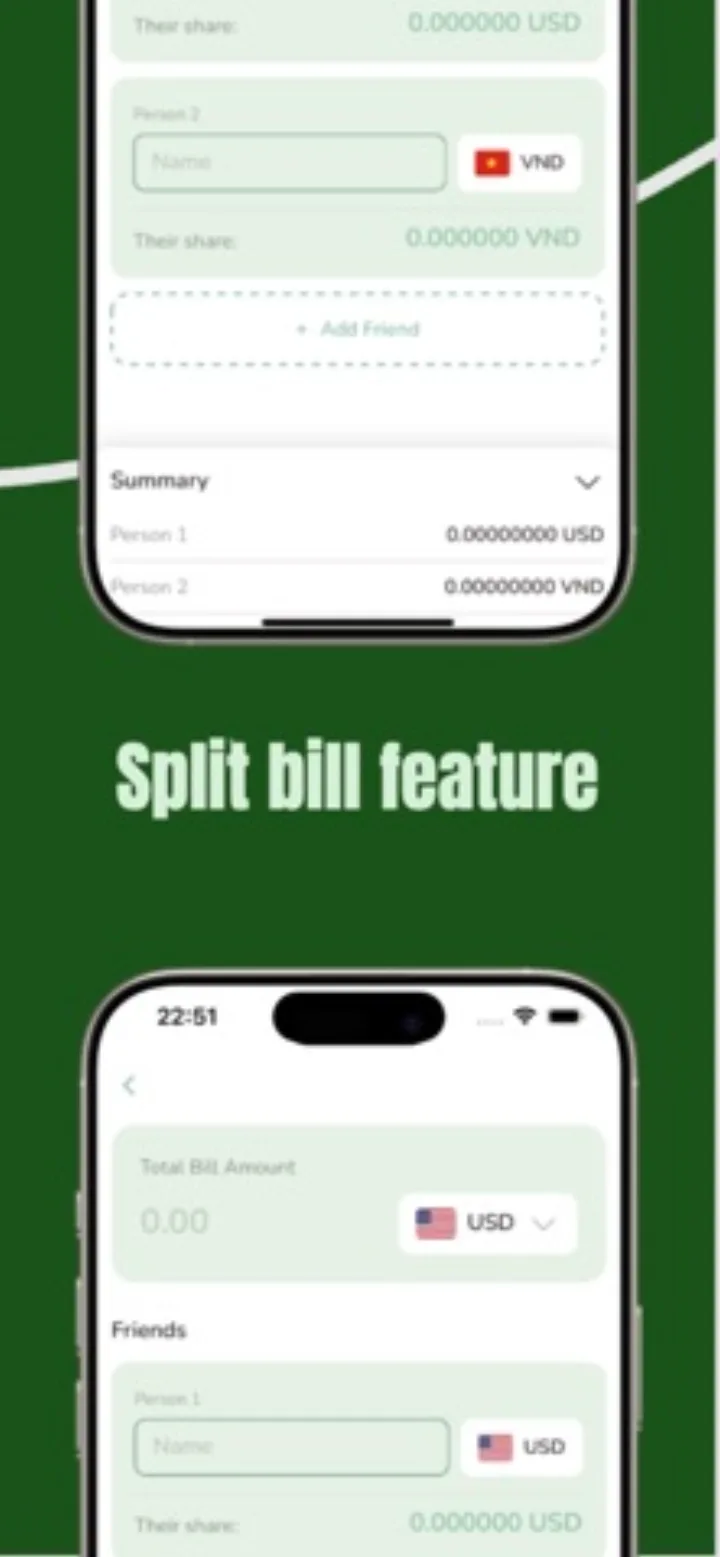 Their share: 0.000000 USD
Person 2
Name VND
Their share: 0.000000 VND
+ Add Friend
Summary
Person 1 0.00000000 USD
Person 2 0.00000000 VND
Split bill feature
22:51
Total Bill Amount
0.00 USD
Friends
Person 1
Name USD
Their share: 0.000000 USD